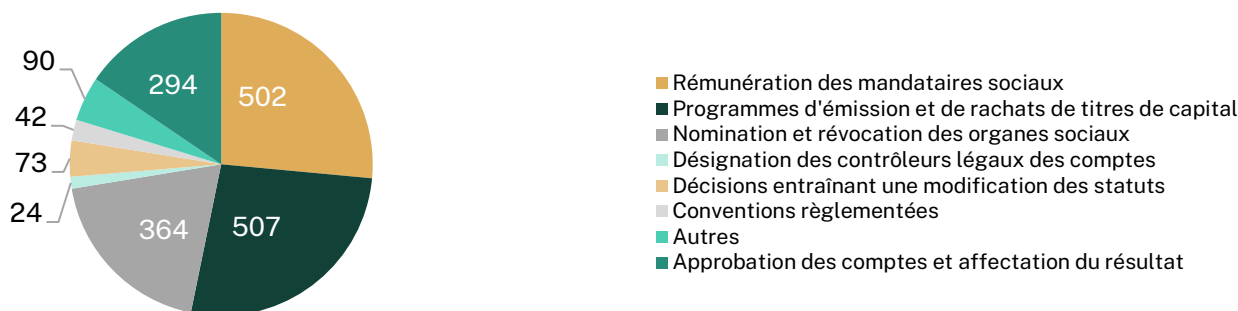 90
294
502
42
73
24
364
507
Rémunération des mandataires sociaux
Programmes d'émission et de rachats de titres de capital
Nomination et révocation des organes sociaux
Désignation des contrôleurs légaux des comptes
Décisions entraînant une modification des statuts
Conventions règlementées
Autres
Approbation des comptes et affectation du résultat